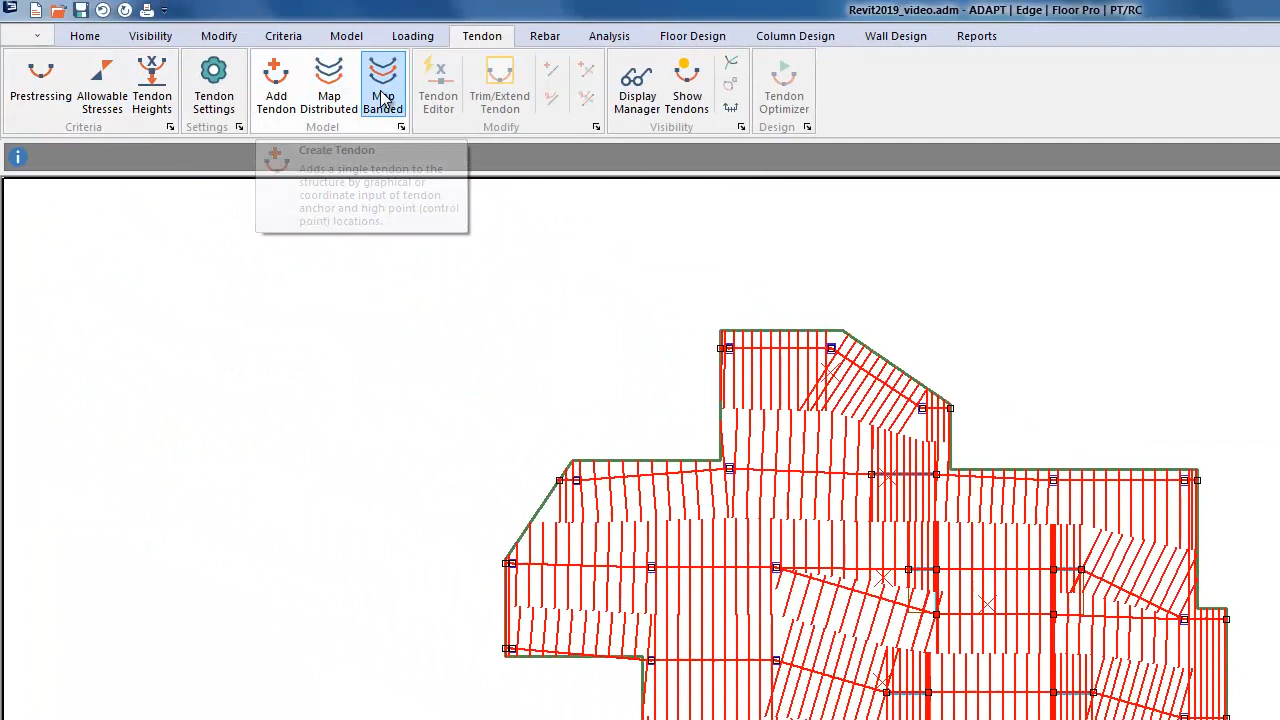 Revit2019_video.adm - ADAPT | Edge | Floor Pro | PT/RC
Home Visibility Modify Criteria Model Loading Tendon Rebar Analysis Floor Design Column Design Wall Design Reports
Prestressing
Allowable Stresses
Tendon Heights
Criteria
Tendon Settings
Settings
Add Tendon
Map Distributed
Map Banded
Model
Tendon Editor
Trim/Extend Tendon
Modify
Display Manager
Show Tendons
Visibility
Tendon Optimizer
Design
Create Tendon
Adds a single tendon to the
structure by graphical or
coordinate input of tendon
anchor and high point (control
point) locations.